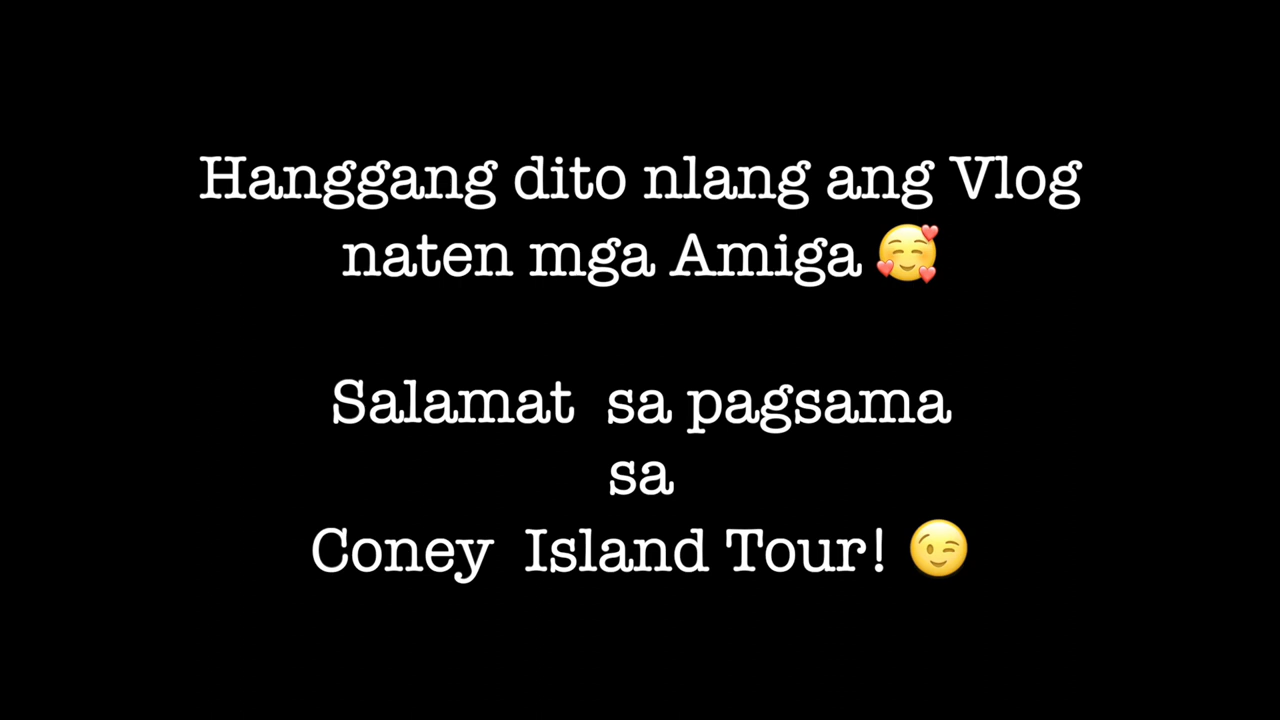 Hanggang dito nlang ang Vlog
naten mga Amiga 🥰
Salamat  sa pagsama
sa
Coney  Island Tour! 😉